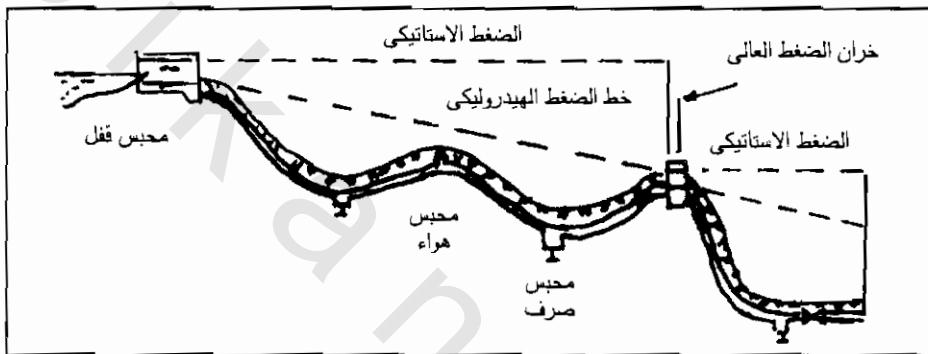 الضغط الاستاتيكى
خزان الضغط العالى
خط الضغط الهيدروليكى
الضغط الاستاتيكى
محبس قفل
محبس
هواء
محبس
صرف